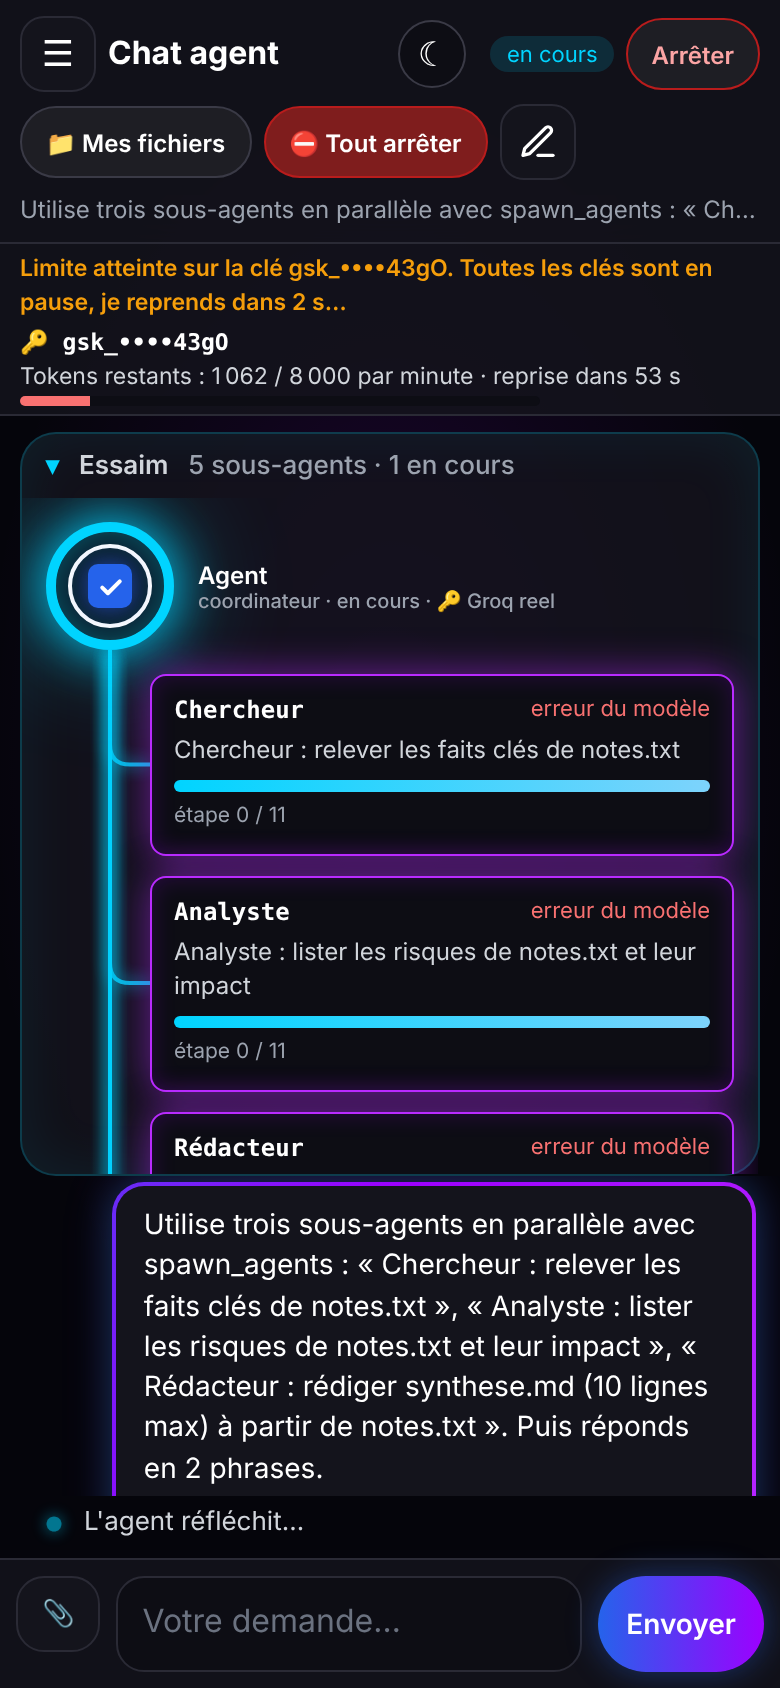 ☰ Chat agent ☾ en cours Arrêter
📁 Mes fichiers ⛔ Tout arrêter
Utilise trois sous-agents en parallèle avec spawn_agents : « Ch...
Limite atteinte sur la clé gsk_••••43gO. Toutes les clés sont en
pause, je reprends dans 2 s...
🔑 gsk_••••43gO
Tokens restants : 1 062 / 8 000 par minute · reprise dans 53 s
▼ Essaim 5 sous-agents · 1 en cours
Agent
coordinateur · en cours · 🔑 Groq reel
Chercheur erreur du modèle
Chercheur : relever les faits clés de notes.txt
étape 0 / 11
Analyste erreur du modèle
Analyste : lister les risques de notes.txt et leur
impact
étape 0 / 11
Rédacteur erreur du modèle
Utilise trois sous-agents en parallèle avec
spawn_agents : « Chercheur : relever les
faits clés de notes.txt », « Analyste : lister
les risques de notes.txt et leur impact », «
Rédacteur : rédiger synthese.md (10 lignes
max) à partir de notes.txt ». Puis réponds
en 2 phrases.
L'agent réfléchit...
Votre demande... Envoyer